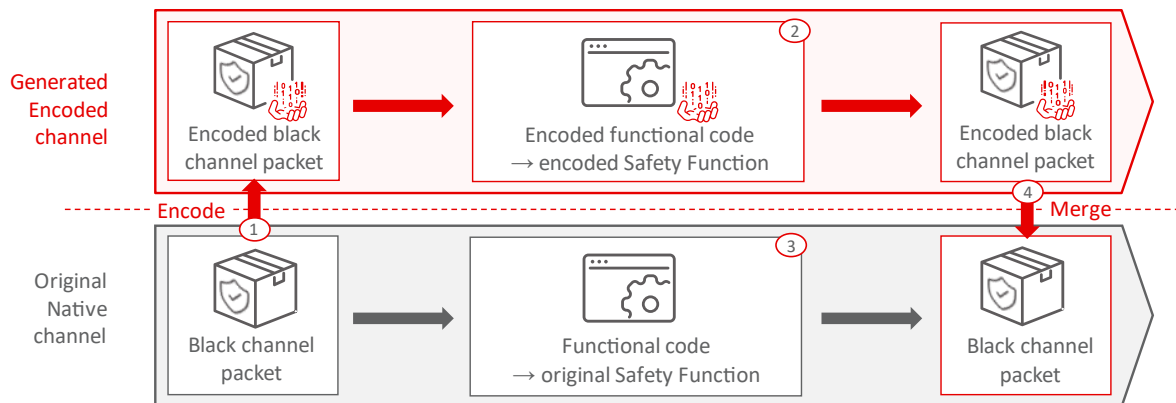 Generated
Encoded
channel
Encoded black
channel packet
2
Encoded functional code
→ encoded Safety Function
Encoded black
channel packet
4
Encode
Merge
1
Original
Native
channel
Black channel
packet
3
Functional code
→ original Safety Function
Black channel
packet